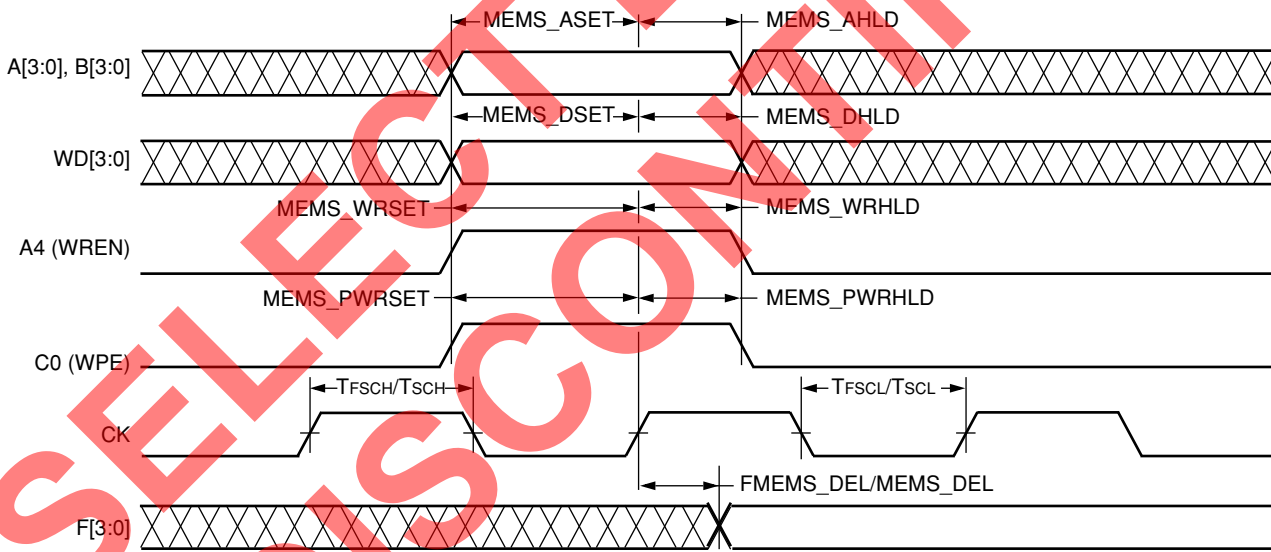 MEMS_ASET MEMS_AHLD
A[3:0], B[3:0]
MEMS_DSET MEMS_DHLD
WD[3:0]
MEMS_WRSET MEMS_WRHLD
A4 (WREN)
MEMS_PWRSET MEMS_PWRHLD
C0 (WPE)
TFSCH/TSCH TFSCL/TSCL
CK
FMEMS_DEL/MEMS_DEL
F[3:0]
SELECT
DISCONTI